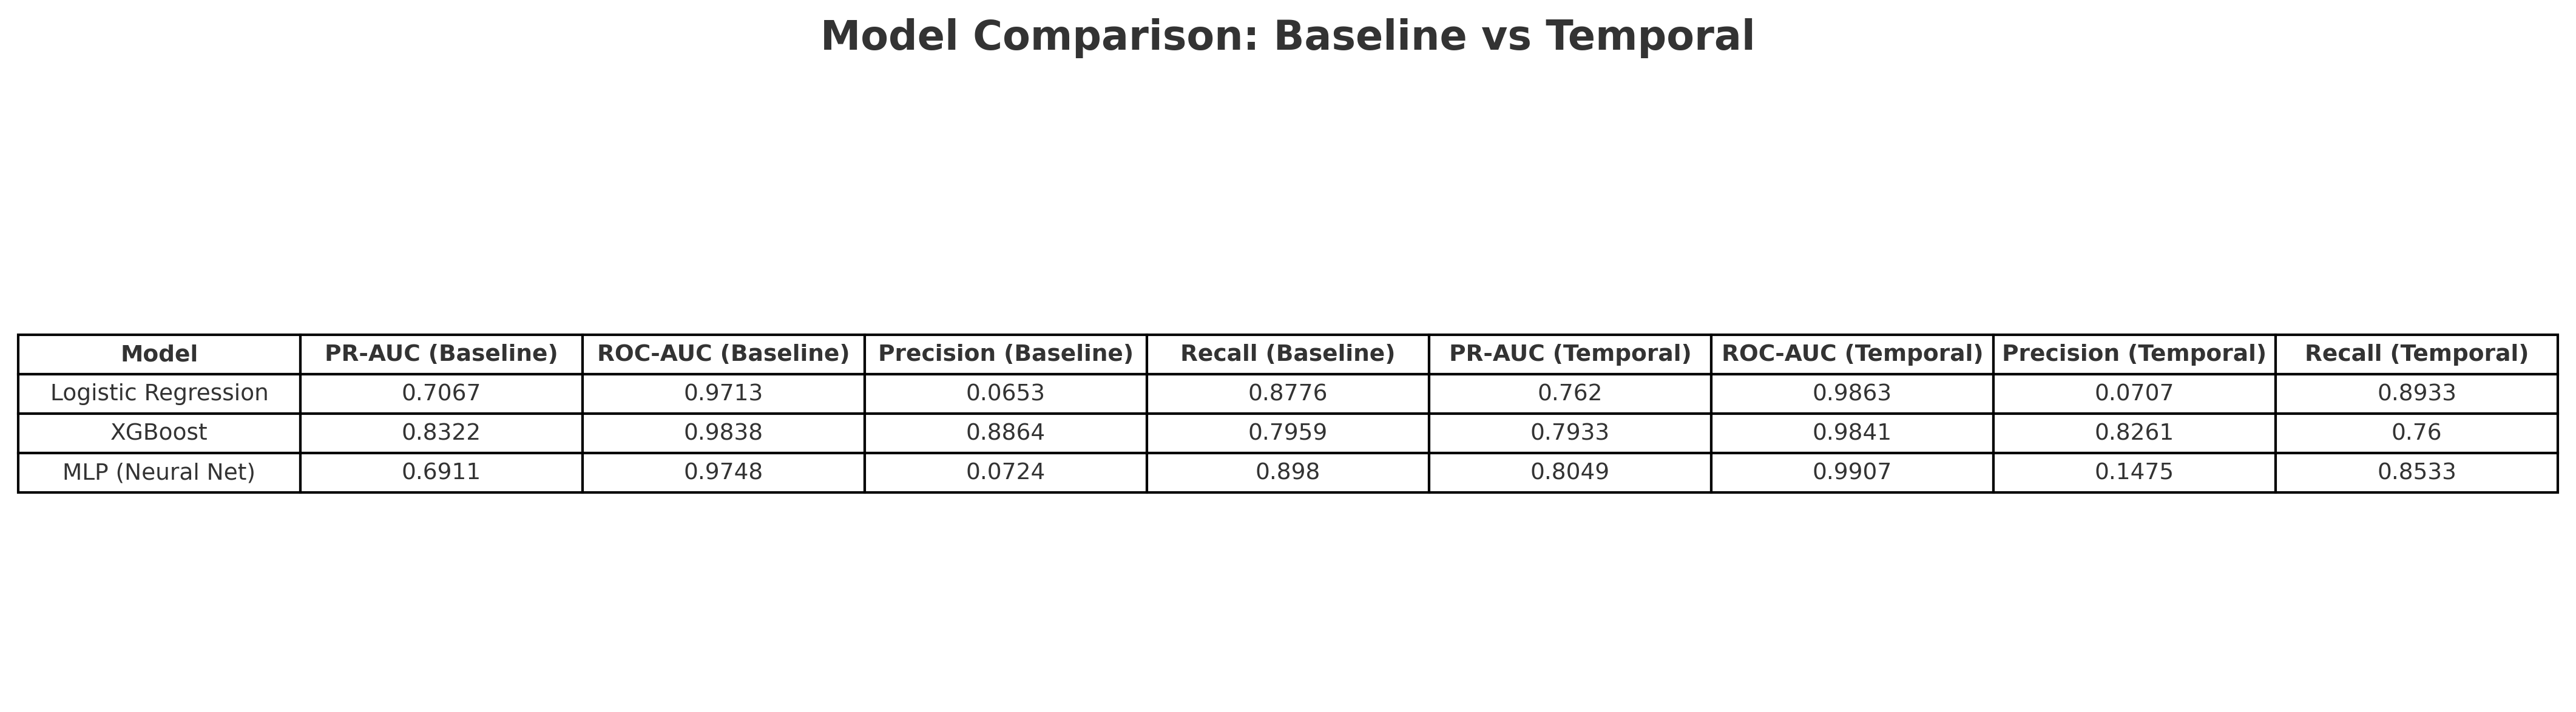 Model Comparison: Baseline vs Temporal
Model PR-AUC (Baseline) ROC-AUC (Baseline) Precision (Baseline) Recall (Baseline) PR-AUC (Temporal) ROC-AUC (Temporal) Precision (Temporal) Recall (Temporal)
Logistic Regression 0.7067 0.9713 0.0653 0.8776 0.762 0.9863 0.0707 0.8933
XGBoost 0.8322 0.9838 0.8864 0.7959 0.7933 0.9841 0.8261 0.76
MLP (Neural Net) 0.6911 0.9748 0.0724 0.898 0.8049 0.9907 0.1475 0.8533